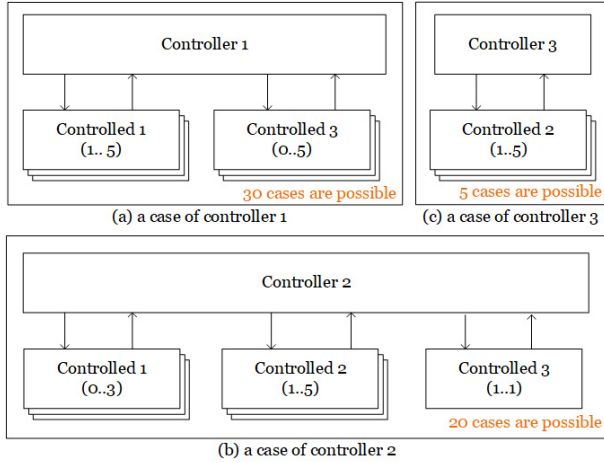 Controller 1
Controlled 1
(1.. 5)
Controlled 3
(0..5)
30 cases are possible
(a) a case of controller 1
Controller 3
Controlled 2
(1..5)
5 cases are possible
(c) a case of controller 3
Controller 2
Controlled 1
(0..3)
Controlled 2
(1..5)
Controlled 3
(1..1)
20 cases are possible
(b) a case of controller 2